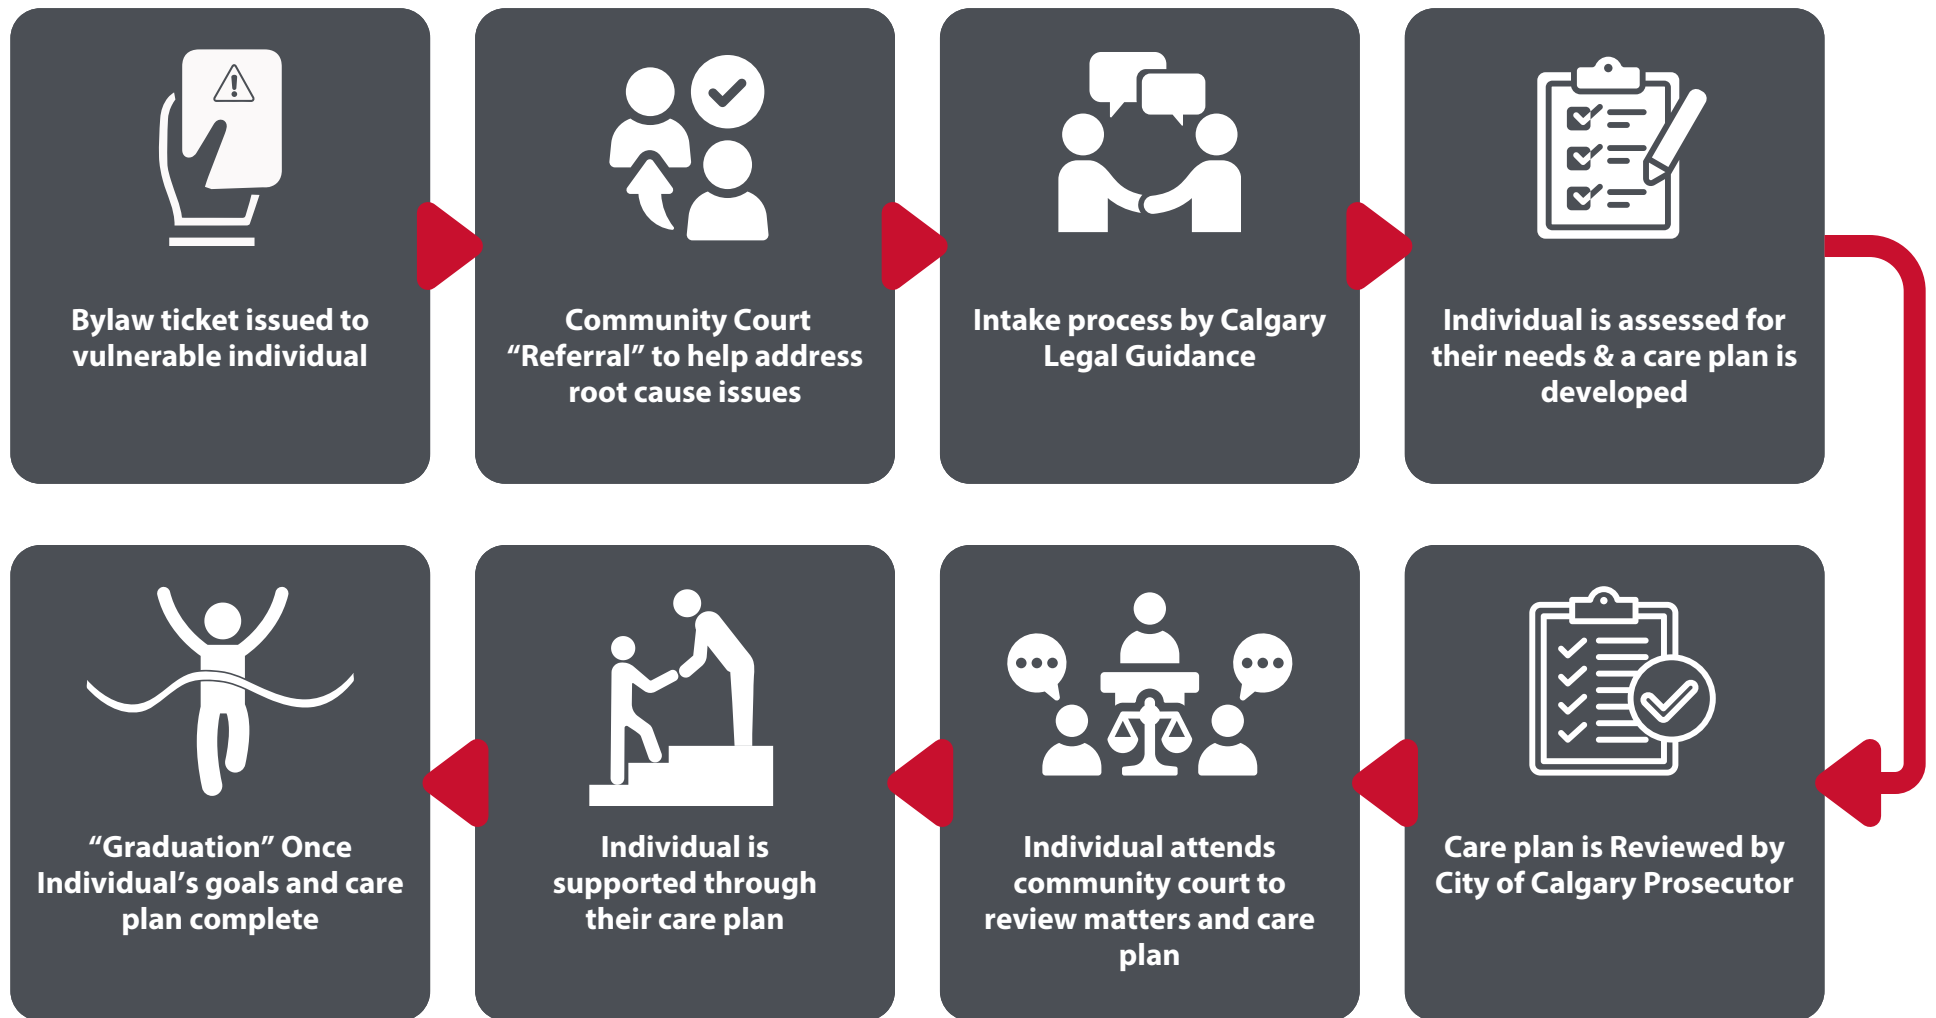 Bylaw ticket issued to
vulnerable individual
Community Court
“Referral” to help address
root cause issues
Intake process by Calgary
Legal Guidance
Individual is assessed for
their needs & a care plan is
developed
Care plan is Reviewed by
City of Calgary Prosecutor
Individual attends
community court to
review matters and care
plan
Individual is
supported through
their care plan
“Graduation” Once
Individual’s goals and care
plan complete